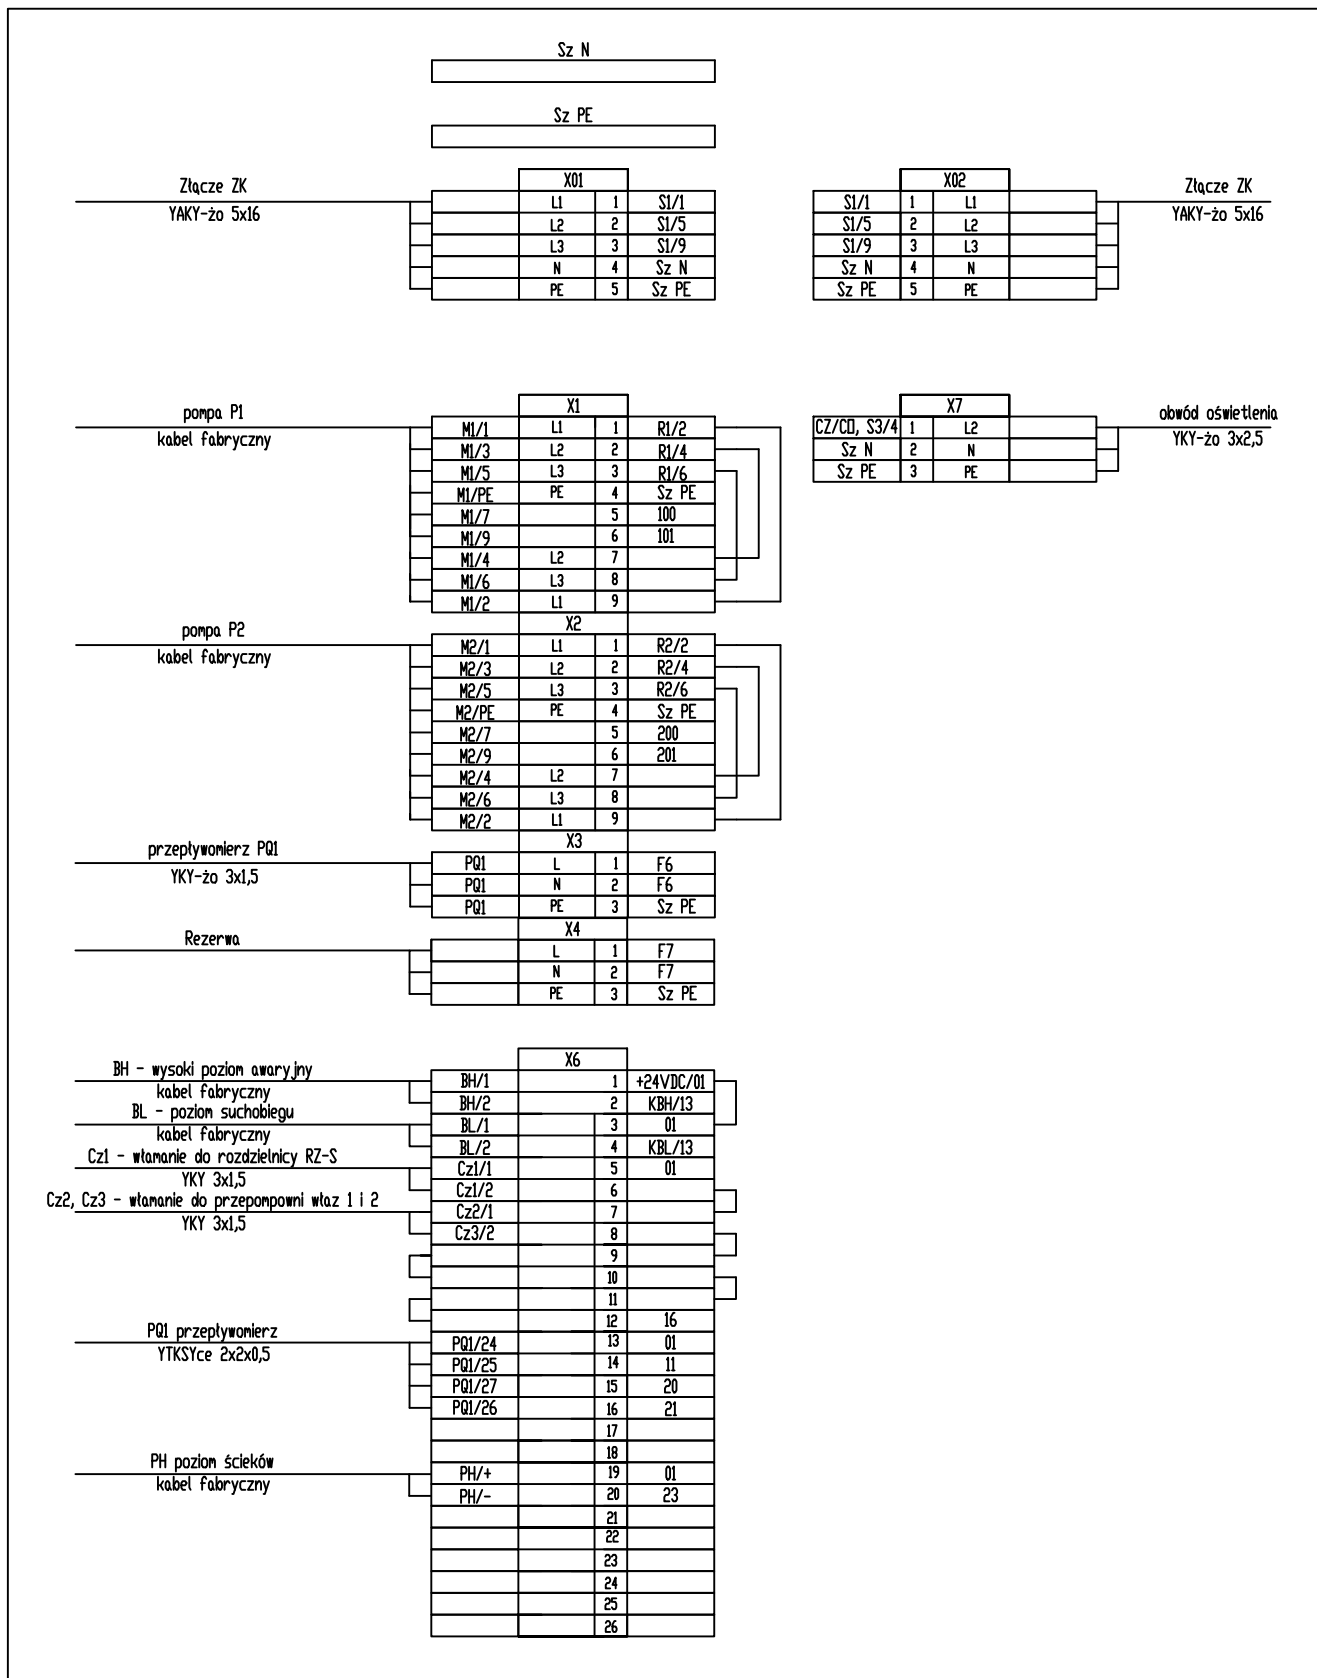 Sz N
Sz PE
Złącze ZK
YAKY-żo 5x16
X01
L1 1 S1/1
L2 2 S1/5
L3 3 S1/9
N 4 Sz N
PE 5 Sz PE
X02
S1/1 1 L1
S1/5 2 L2
S1/9 3 L3
Sz N 4 N
Sz PE 5 PE
Złącze ZK
YAKY-żo 5x16
pompa P1
kabel fabryczny
X1
M1/1 L1 1 R1/2
M1/3 L2 2 R1/4
M1/5 L3 3 R1/6
M1/PE PE 4 Sz PE
M1/7 5 100
M1/9 6 101
M1/4 L2 7
M1/6 L3 8
M1/2 L1 9
X7
CZ/CO, S3/4 1 L2
Sz N 2 N
Sz PE 3 PE
obwód oświetlenia
YKY-żo 3x2,5
pompa P2
kabel fabryczny
X2
M2/1 L1 1 R2/2
M2/3 L2 2 R2/4
M2/5 L3 3 R2/6
M2/PE PE 4 Sz PE
M2/7 5 200
M2/9 6 201
M2/4 L2 7
M2/6 L3 8
M2/2 L1 9
przepływomierz PQ1
YKY-żo 3x1,5
X3
PQ1 L 1 F6
PQ1 N 2 F6
PQ1 PE 3 Sz PE
Rezerwa
X4
L 1 F7
N 2 F7
PE 3 Sz PE
X6
BH - wysoki poziom awaryjny
kabel fabryczny
BH/1 1 +24VDC/01
BH/2 2 KBH/13
BL - poziom suchobiegu
kabel fabryczny
BL/1 3 01
BL/2 4 KBL/13
Cz1 - włamanie do rozdzielnicy RZ-S
YKY 3x1,5
Cz1/1 5 01
Cz1/2 6
Cz2, Cz3 - włamanie do przepompowni właz 1 i 2
YKY 3x1,5
Cz2/1 7
Cz3/2 8
9
10
11
12 16
PQ1 przepływomierz
YTKSYce 2x2x0,5
PQ1/24 13 01
PQ1/25 14 11
PQ1/27 15 20
PQ1/26 16 21
17
18
PH poziom ścieków
kabel fabryczny
PH/+ 19 01
PH/- 20 23
21
22
23
24
25
26